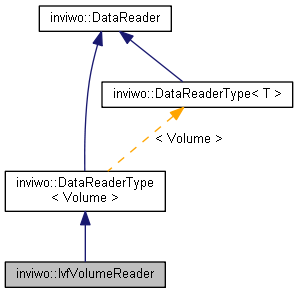 inviwo::DataReader
inviwo::DataReaderType< T >
< Volume >
inviwo::DataReaderType
< Volume >
inviwo::IvfVolumeReader